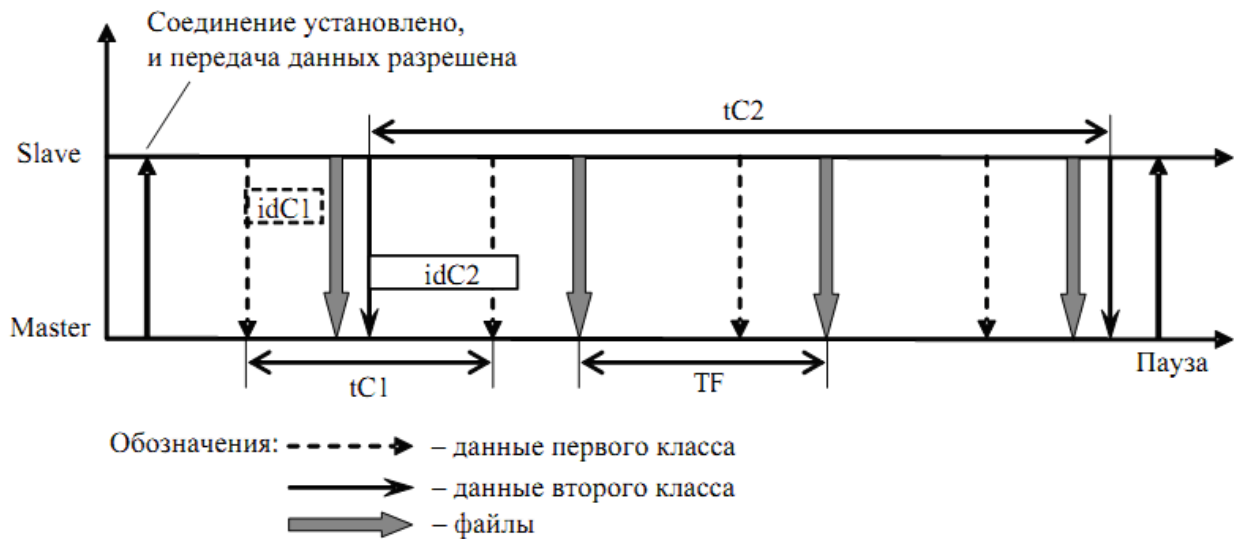 Соединение установлено,
и передача данных разрешена
tC2
Slave
idC1
idC2
Master
tC1
TF
Пауза
Обозначения:
– данные первого класса
– данные второго класса
– файлы